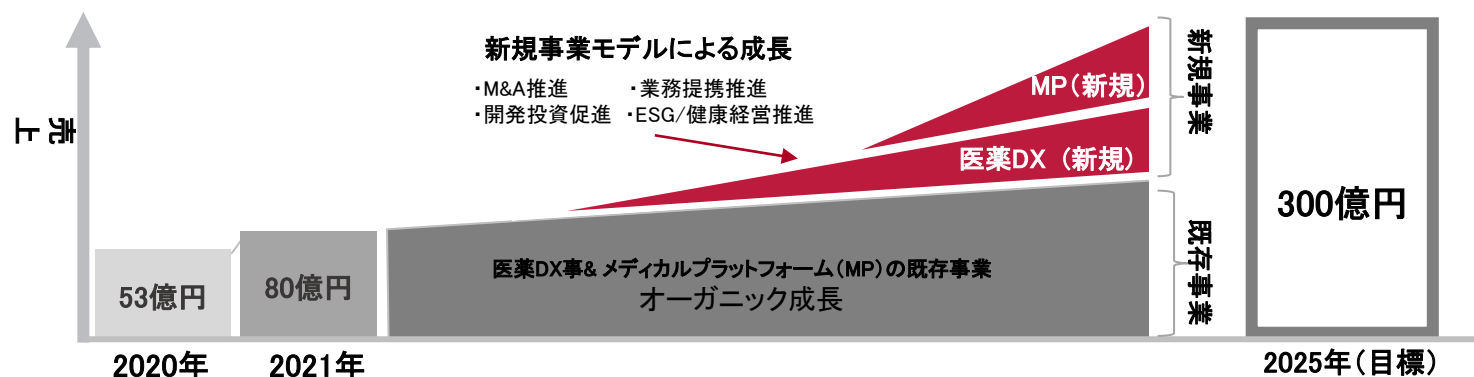 売上
新規事業モデルによる成長
・M&A推進 ・業務提携推進
・開発投資促進 ・ESG/健康経営推進
MP(新規)
医薬DX (新規)
新規事業
既存事業
医薬DX事& メディカルプラットフォーム(MP)の既存事業
オーガニック成長
53億円
80億円
300億円
2020年
2021年
2025年(目標)